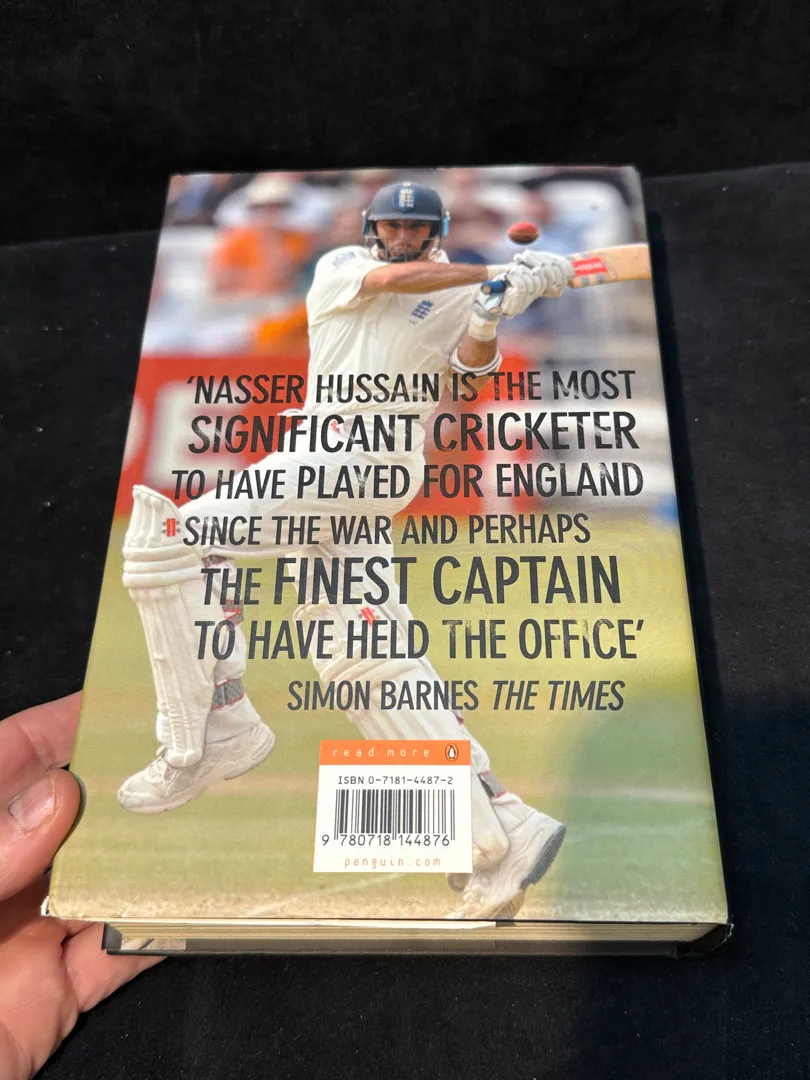 'NASSER HUSSAIN IS THE MOST
SIGNIFICANT CRICKETER
TO HAVE PLAYED FOR ENGLAND
SINCE THE WAR AND PERHAPS
THE FINEST CAPTAIN
TO HAVE HELD THE OFFICE'
SIMON BARNES THE TIMES
read more
ISBN 0-7181-4487-2
9 780718 144876
penguin.com